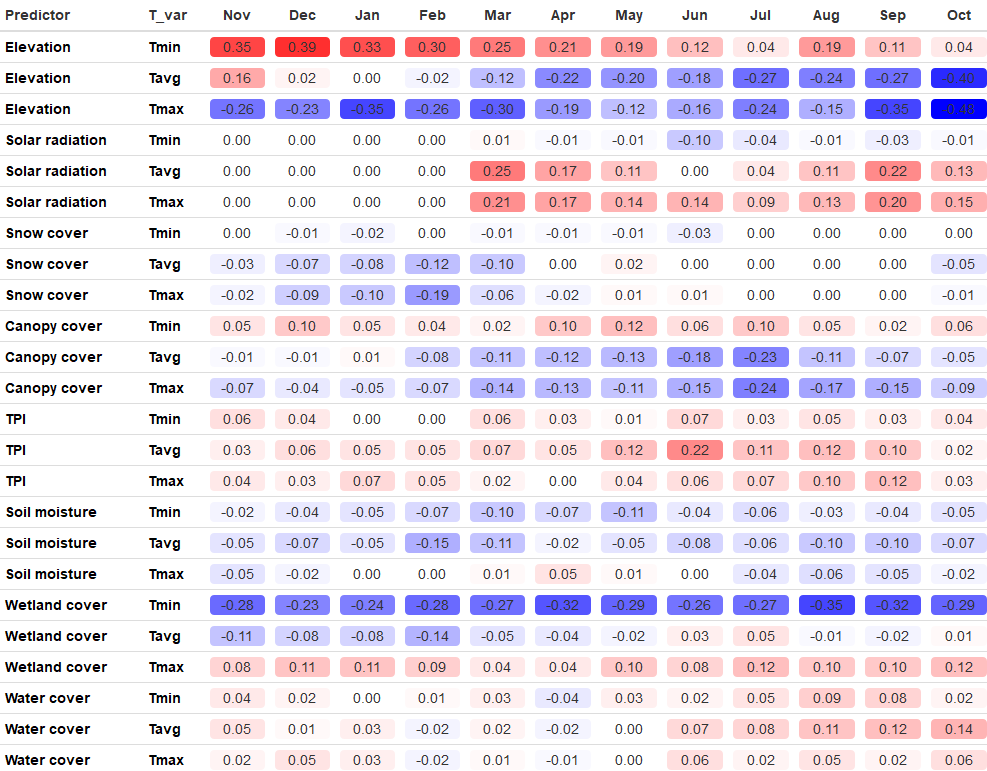 Predictor T_var Nov Dec Jan Feb Mar Apr May Jun Jul Aug Sep Oct
Elevation Tmin 0.35 0.39 0.33 0.30 0.25 0.21 0.19 0.12 0.04 0.19 0.11 0.04
Elevation Tavg 0.16 0.02 0.00 -0.02 -0.12 -0.22 -0.20 -0.18 -0.27 -0.24 -0.27 -0.40
Elevation Tmax -0.26 -0.23 -0.35 -0.26 -0.30 -0.19 -0.12 -0.16 -0.24 -0.15 -0.35 -0.48
Solar radiation Tmin 0.00 0.00 0.00 0.00 0.01 -0.01 -0.01 -0.10 -0.04 -0.01 -0.03 -0.01
Solar radiation Tavg 0.00 0.00 0.00 0.00 0.25 0.17 0.11 0.00 0.04 0.11 0.22 0.13
Solar radiation Tmax 0.00 0.00 0.00 0.00 0.21 0.17 0.14 0.14 0.09 0.13 0.20 0.15
Snow cover Tmin 0.00 -0.01 -0.02 0.00 -0.01 -0.01 -0.01 -0.03 0.00 0.00 0.00 0.00
Snow cover Tavg -0.03 -0.07 -0.08 -0.12 -0.10 0.00 0.02 0.00 0.00 0.00 0.00 -0.05
Snow cover Tmax -0.02 -0.09 -0.10 -0.19 -0.06 -0.02 0.01 0.01 0.00 0.00 0.00 -0.01
Canopy cover Tmin 0.05 0.10 0.05 0.04 0.02 0.10 0.12 0.06 0.10 0.05 0.02 0.06
Canopy cover Tavg -0.01 -0.01 0.01 -0.08 -0.11 -0.12 -0.13 -0.18 -0.23 -0.11 -0.07 -0.05
Canopy cover Tmax -0.07 -0.04 -0.05 -0.07 -0.14 -0.13 -0.11 -0.15 -0.24 -0.17 -0.15 -0.09
TPI Tmin 0.06 0.04 0.00 0.00 0.06 0.03 0.01 0.07 0.03 0.05 0.03 0.04
TPI Tavg 0.03 0.06 0.05 0.05 0.07 0.05 0.12 0.22 0.11 0.12 0.10 0.02
TPI Tmax 0.04 0.03 0.07 0.05 0.02 0.00 0.04 0.06 0.07 0.10 0.12 0.03
Soil moisture Tmin -0.02 -0.04 -0.05 -0.07 -0.10 -0.07 -0.11 -0.04 -0.06 -0.03 -0.04 -0.05
Soil moisture Tavg -0.05 -0.07 -0.05 -0.15 -0.11 -0.02 -0.05 -0.08 -0.06 -0.10 -0.10 -0.07
Soil moisture Tmax -0.05 -0.02 0.00 0.00 0.01 0.05 0.01 0.00 -0.04 -0.06 -0.05 -0.02
Wetland cover Tmin -0.28 -0.23 -0.24 -0.28 -0.27 -0.32 -0.29 -0.26 -0.27 -0.35 -0.32 -0.29
Wetland cover Tavg -0.11 -0.08 -0.08 -0.14 -0.05 -0.04 -0.02 0.03 0.05 -0.01 -0.02 0.01
Wetland cover Tmax 0.08 0.11 0.11 0.09 0.04 0.04 0.10 0.08 0.12 0.10 0.10 0.12
Water cover Tmin 0.04 0.02 0.00 0.01 0.03 -0.04 0.03 0.02 0.05 0.09 0.08 0.02
Water cover Tavg 0.05 0.01 0.03 -0.02 0.02 -0.02 0.00 0.07 0.08 0.11 0.12 0.14
Water cover Tmax 0.02 0.05 0.03 -0.02 0.01 -0.01 0.00 0.06 0.02 0.05 0.02 0.06